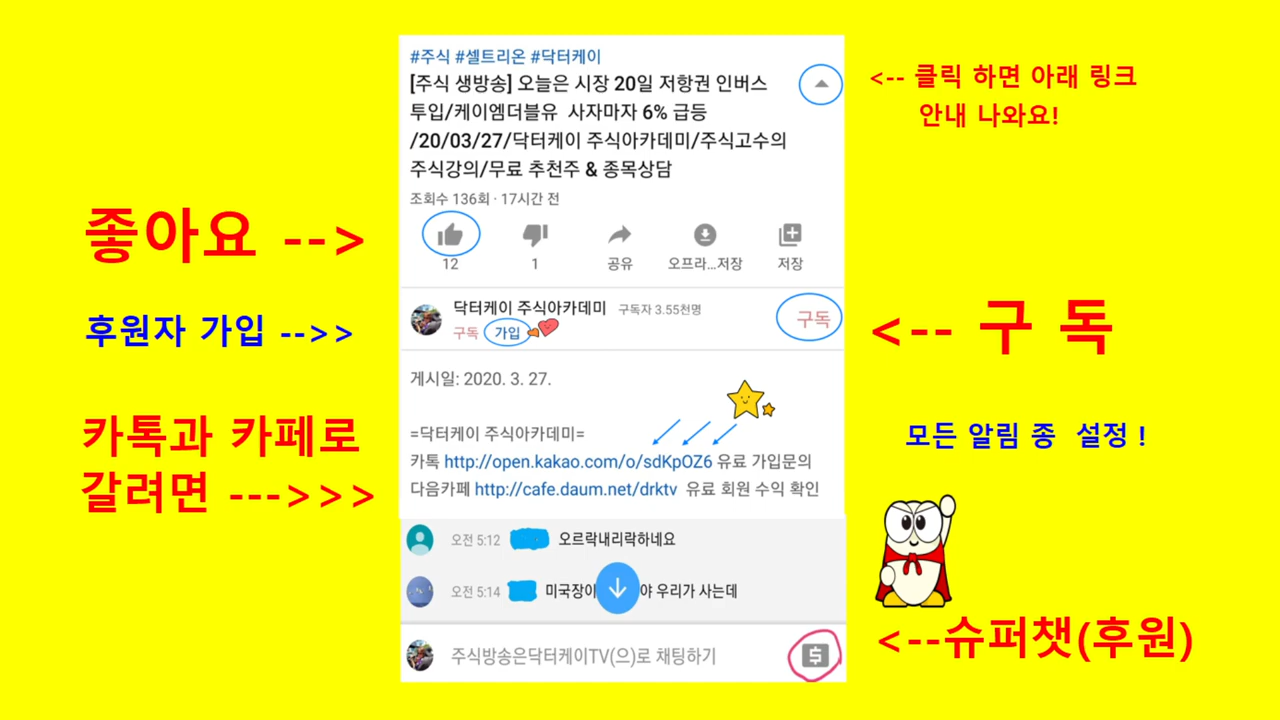 #주식 #셀트리온 #닥터케이
[주식 생방송] 오늘은 시장 20일 저항권 인버스
투입/케이엠더블유 사자마자 6% 급등
/20/03/27/닥터케이 주식아카데미/주식고수의
주식강의/무료 추천주 & 종목상담
조회수 136회 · 17시간 전
12
1
공유
오프라...저장
저장
<-- 클릭 하면 아래 링크
안내 나와요!
좋아요 -->
후원자 가입 -->>
카톡과 카페로
갈려면 --->>>
닥터케이 주식아카데미 구독자 3.55천명
구독 가입
구독
<-- 구 독
게시일: 2020. 3. 27.
=닥터케이 주식아카데미=
카톡 http://open.kakao.com/o/sdKpOZ6 유료 가입문의
다음카페 http://cafe.daum.net/drktv 유료 회원 수익 확인
모든 알림 종 설정 !
오전 5:12 오르락내리락하네요
오전 5:14 미국장이 야 우리가 사는데
주식방송은닥터케이TV(으)로 채팅하기
$
<--슈퍼챗(후원)